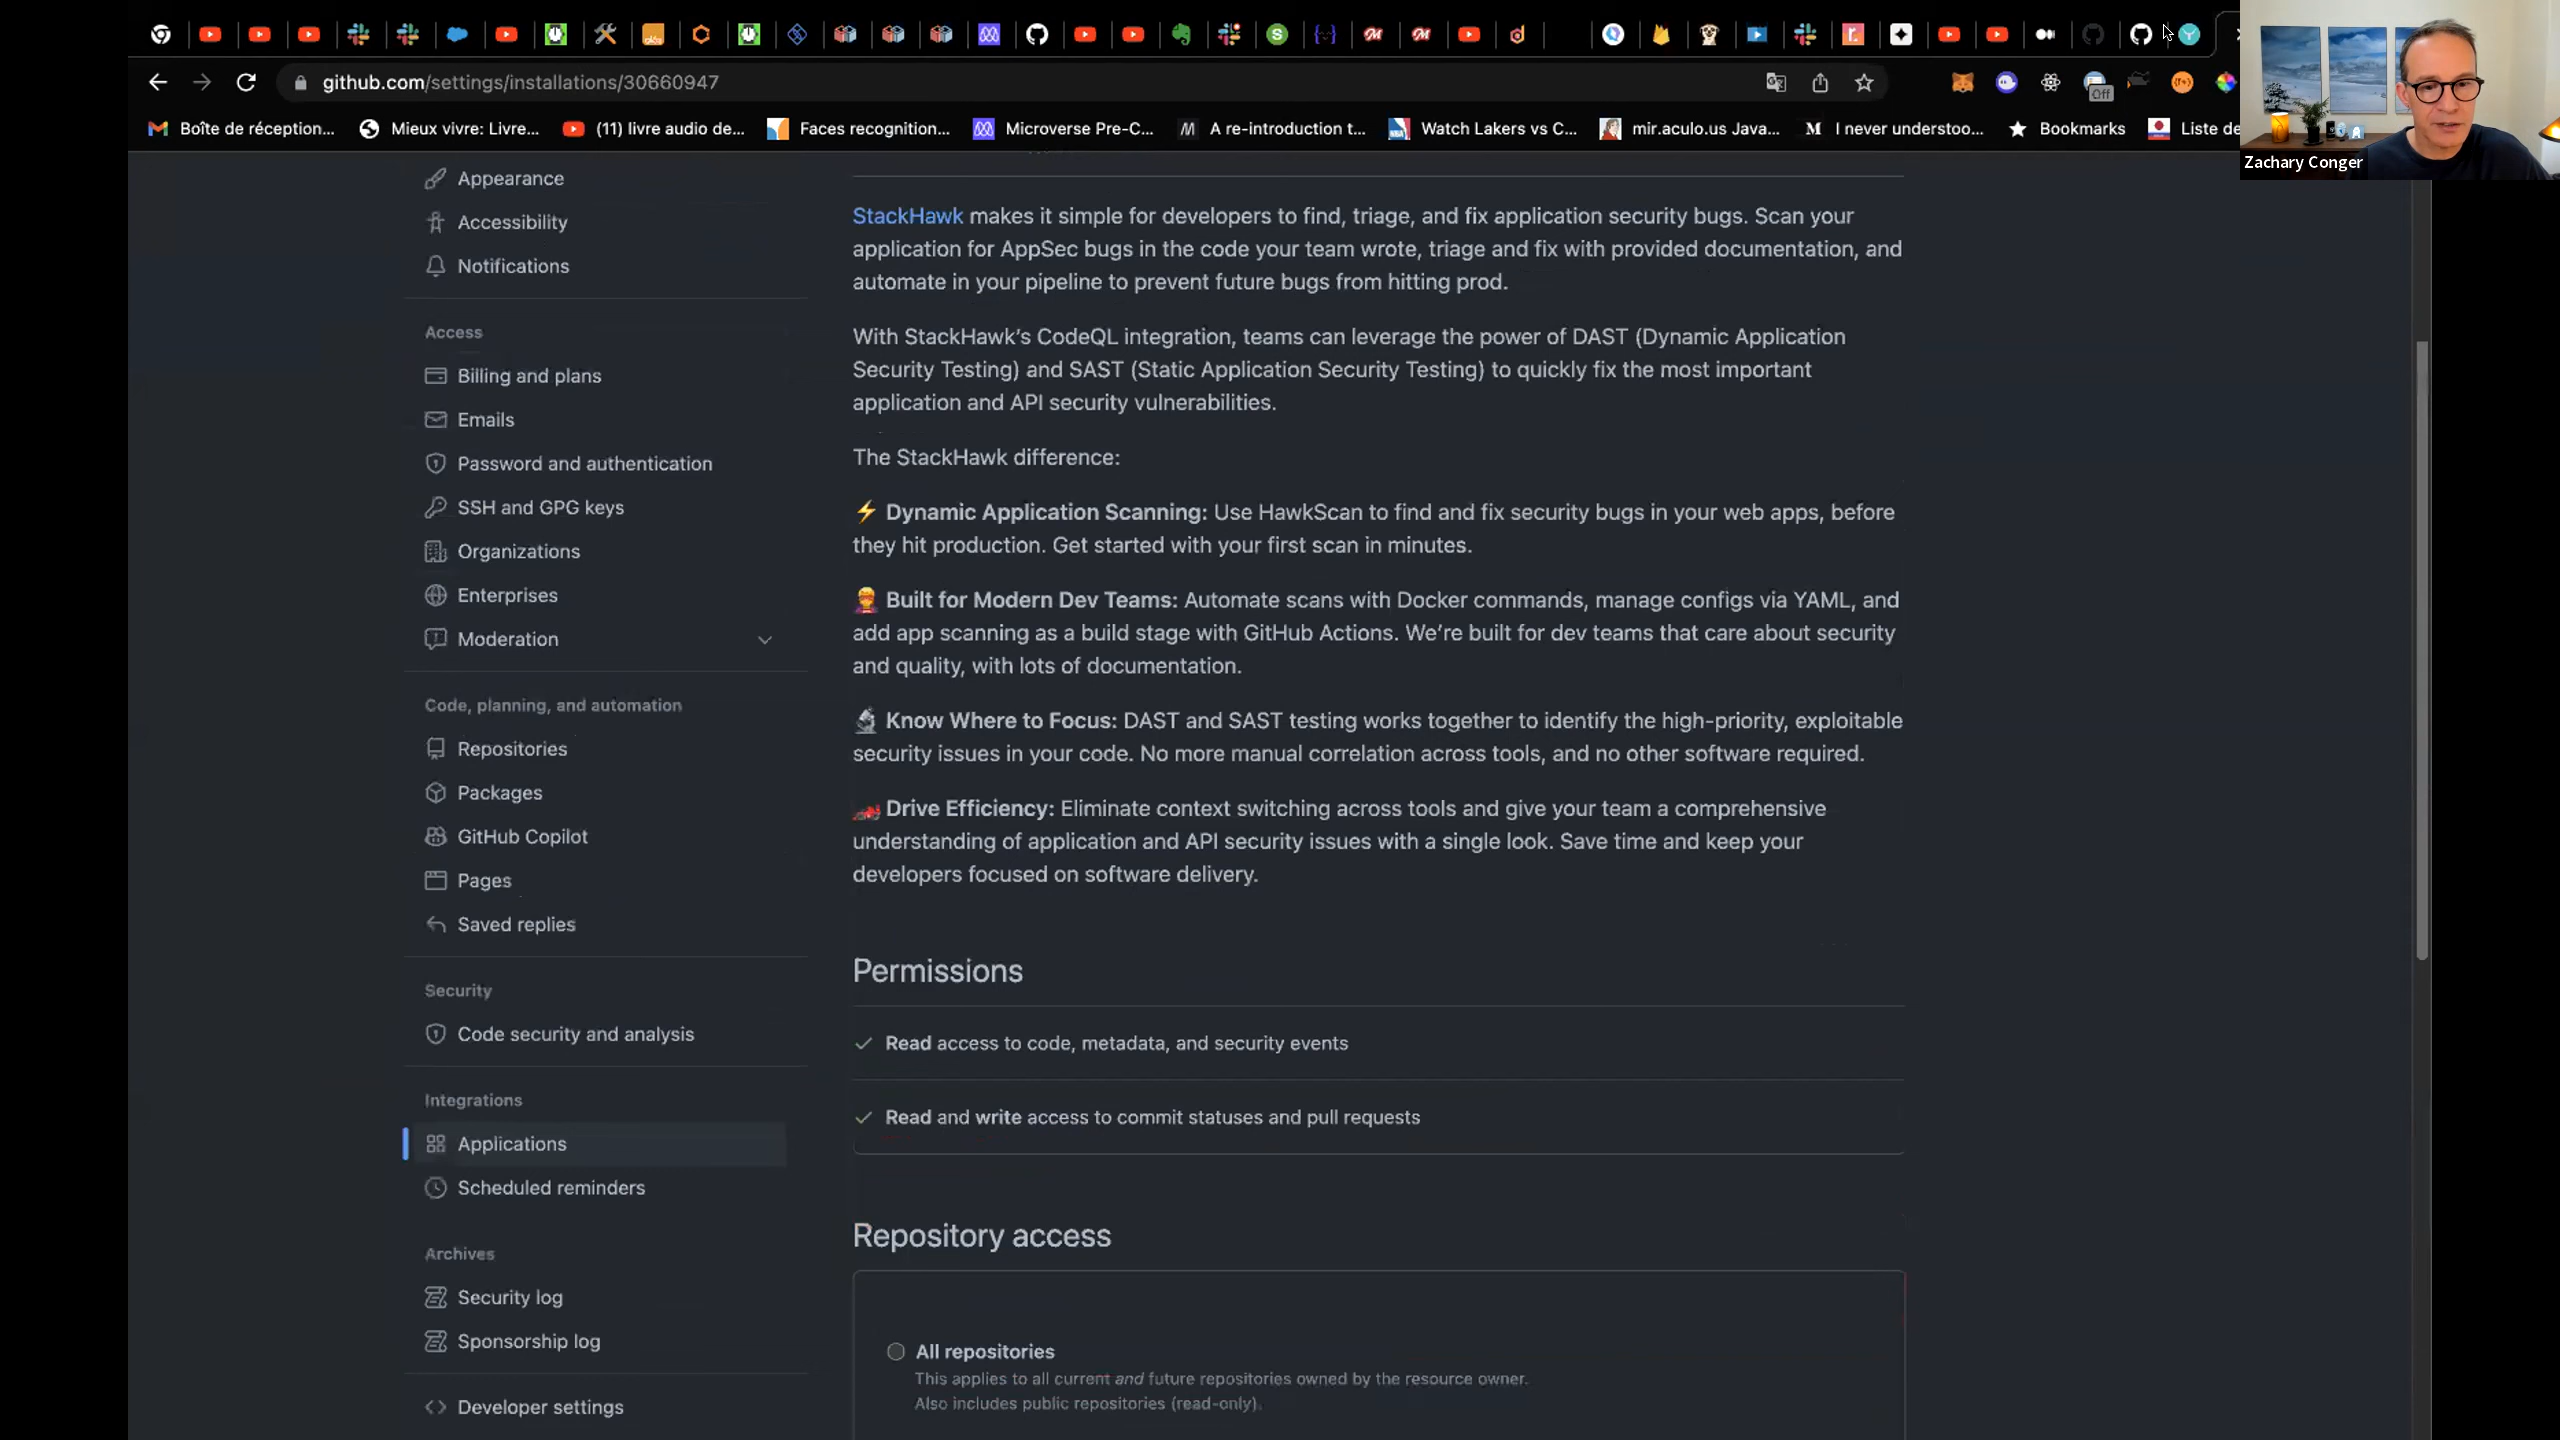 github.com/settings/installations/30660947
Off
Boîte de réception...
Mieux vivre: Livre...
(11) livre audio de...
Faces recognition...
Microverse Pre-C...
A re-introduction t...
Watch Lakers vs C...
mir.aculo.us Java...
I never understoo...
Bookmarks
Liste de
Zachary Conger
Appearance
Accessibility
Notifications
Access
Billing and plans
Emails
Password and authentication
SSH and GPG keys
Organizations
Enterprises
Moderation
Code, planning, and automation
Repositories
Packages
GitHub Copilot
Pages
Saved replies
Security
Code security and analysis
Integrations
Applications
Scheduled reminders
Archives
Security log
Sponsorship log
Developer settings
StackHawk makes it simple for developers to find, triage, and fix application security bugs. Scan your
application for AppSec bugs in the code your team wrote, triage and fix with provided documentation, and
automate in your pipeline to prevent future bugs from hitting prod.
With StackHawk's CodeQL integration, teams can leverage the power of DAST (Dynamic Application
Security Testing) and SAST (Static Application Security Testing) to quickly fix the most important
application and API security vulnerabilities.
The StackHawk difference:
⚡ Dynamic Application Scanning: Use HawkScan to find and fix security bugs in your web apps, before
they hit production. Get started with your first scan in minutes.
Built for Modern Dev Teams: Automate scans with Docker commands, manage configs via YAML, and
add app scanning as a build stage with GitHub Actions. We're built for dev teams that care about security
and quality, with lots of documentation.
🔬 Know Where to Focus: DAST and SAST testing works together to identify the high-priority, exploitable
security issues in your code. No more manual correlation across tools, and no other software required.
🏎️ Drive Efficiency: Eliminate context switching across tools and give your team a comprehensive
understanding of application and API security issues with a single look. Save time and keep your
developers focused on software delivery.
Permissions
Read access to code, metadata, and security events
Read and write access to commit statuses and pull requests
Repository access
All repositories
This applies to all current and future repositories owned by the resource owner.
Also includes public repositories (read-only).